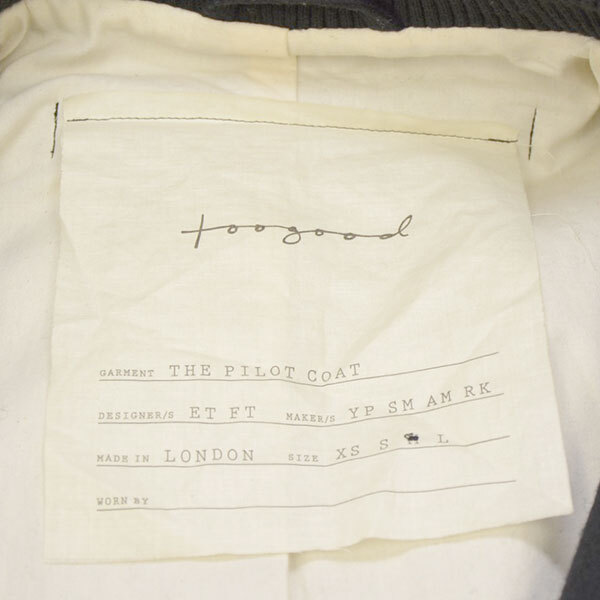 toogood
GARMENT THE PILOT COAT
DESIGNER/S ET FT MAKER/S YP SM AM RK
MADE IN LONDON SIZE XS S L
WORN BY